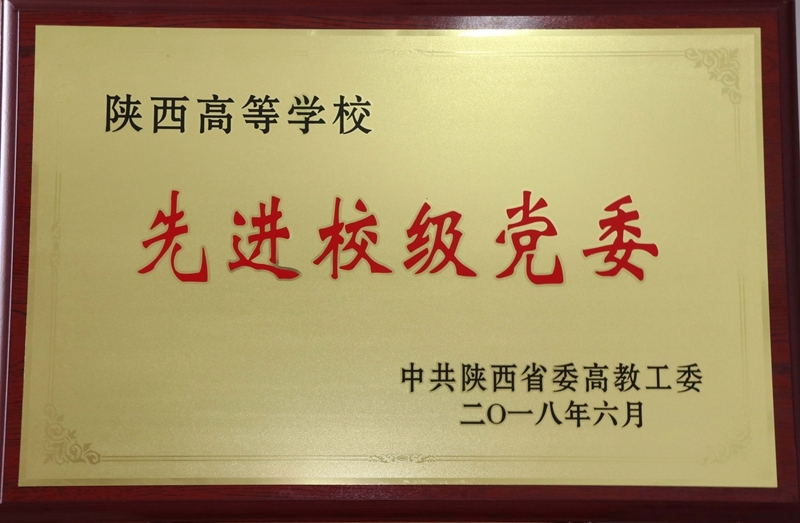 陕西高等学校
先进校级党委
中共陕西省委高教工委
二〇一八年六月